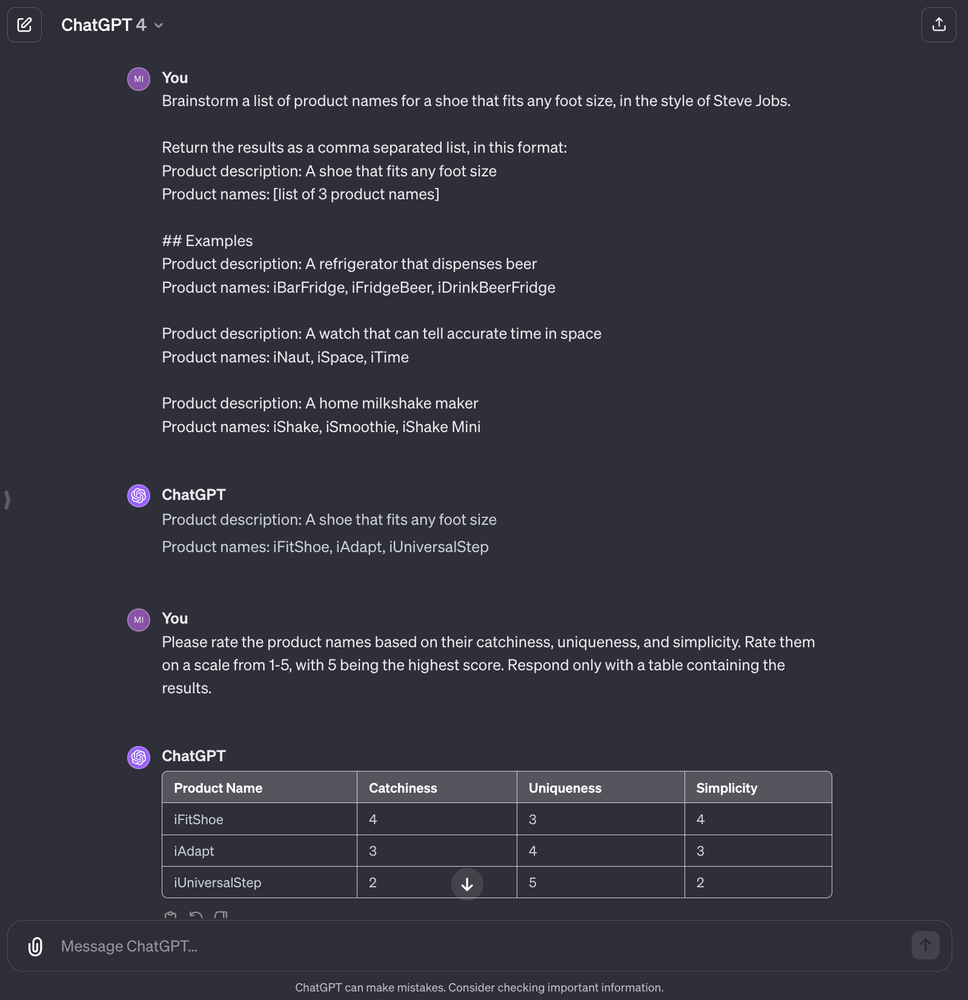 ChatGPT 4
MI
You
Brainstorm a list of product names for a shoe that fits any foot size, in the style of Steve Jobs.
Return the results as a comma separated list, in this format:
Product description: A shoe that fits any foot size
Product names: [list of 3 product names]
## Examples
Product description: A refrigerator that dispenses beer
Product names: iBarFridge, iFridgeBeer, iDrinkBeerFridge
Product description: A watch that can tell accurate time in space
Product names: iNaut, iSpace, iTime
Product description: A home milkshake maker
Product names: iShake, iSmoothie, iShake Mini
ChatGPT
Product description: A shoe that fits any foot size
Product names: iFitShoe, iAdapt, iUniversalStep
MI
You
Please rate the product names based on their catchiness, uniqueness, and simplicity. Rate them
on a scale from 1-5, with 5 being the highest score. Respond only with a table containing the
results.
ChatGPT
Product Name Catchiness Uniqueness Simplicity
iFitShoe 4 3 4
iAdapt 3 4 3
iUniversalStep 2 5 2
Message ChatGPT...
ChatGPT can make mistakes. Consider checking important information.